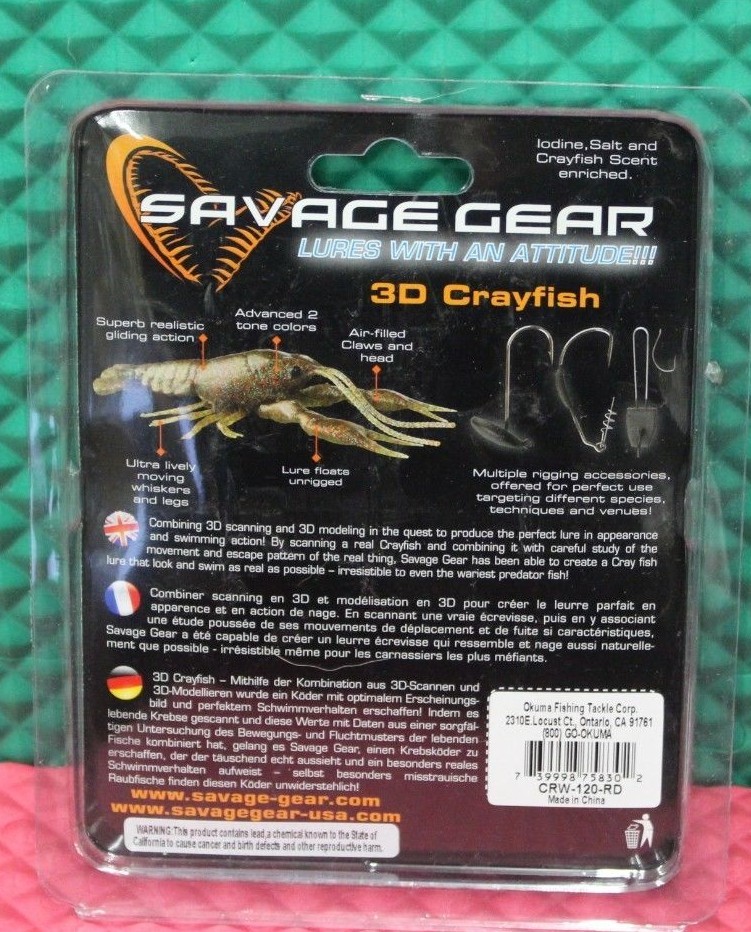 Iodine,Salt and
Crayfish Scent
enriched.
SAVAGE GEAR
LURES WITH AN ATTITUDE!!!
3D Crayfish
Superb realistic
gliding action
Advanced 2
tone colors
Air-filled
Claws and
head
Ultra lively
moving
whiskers
and legs
Lure floats
unrigged
Multiple rigging accessories,
offered for perfect use
targeting different species,
techniques and venues!
Combining 3D scanning and 3D modeling in the quest to produce the perfect lure in appearance
and swimming action! By scanning a real Crayfish and combining it with careful study of the
movement and escape pattern of the real thing, Savage Gear has been able to create a Cray fish
lure that look and swim as real as possible – irresistible to even the wariest predator fish!
Combiner scanning en 3D et modélisation en 3D pour créer le leurre parfait en
apparence et en action de nage. En scannant une vraie écrevisse, puis en y associant
une étude poussée de ses mouvements de déplacement et de fuite si caractéristiques,
Savage Gear a été capable de créer un leurre écrevisse qui ressemble et nage aussi naturelle-
ment que possible - irrésistible même pour les carnassiers les plus méfiants.
3D Crayfish – Mithilfe der Kombination aus 3D-Scannen und
3D-Modellieren wurde ein Köder mit optimalem Erscheinungs-
bild und perfektem Schwimmverhalten erschaffen! Indem es
lebende Krebse gescannt und diese Werte mit Daten aus einer sorgfäl-
tigen Untersuchung des Bewegungs- und Fluchtmusters der lebenden
Fische kombiniert hat, gelang es Savage Gear, einen Krebsköder zu
erschaffen, der der täuschend echt aussieht und ein besonders reales
Schwimmverhalten aufweist – selbst besonders misstrauische
Raubfische finden diesen Köder unwiderstehlich!
www.savage-gear.com
www.savagegear-usa.com
WARNING: This product contains lead,a chemical known to the State of
California to cause cancer and birth defects and other reproductive harm.
Okuma Fishing Tackle Corp.
2310E.Locust Ct., Ontario, CA 91761
(800) GO-OKUMA
7 39998 75830 2
CRW-120-RD
Made in China